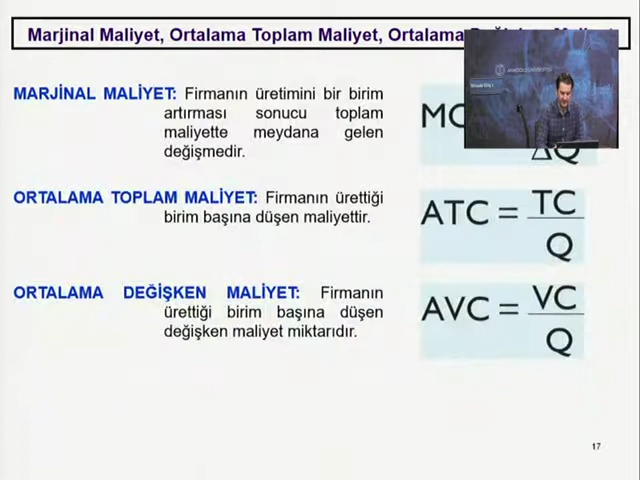 Marjinal Maliyet, Ortalama Toplam Maliyet, Ortalama
MARJİNAL MALİYET: Firmanın üretimini bir birim
artırması sonucu toplam
maliyette meydana gelen
değişmedir.
MC
ΔQ
ORTALAMA TOPLAM MALİYET: Firmanın ürettiği
birim başına düşen maliyettir.
ATC = TC
Q
ORTALAMA DEĞİŞKEN MALİYET: Firmanın
ürettiği birim başına düşen
değişken maliyet miktarıdır.
AVC = VC
Q
17